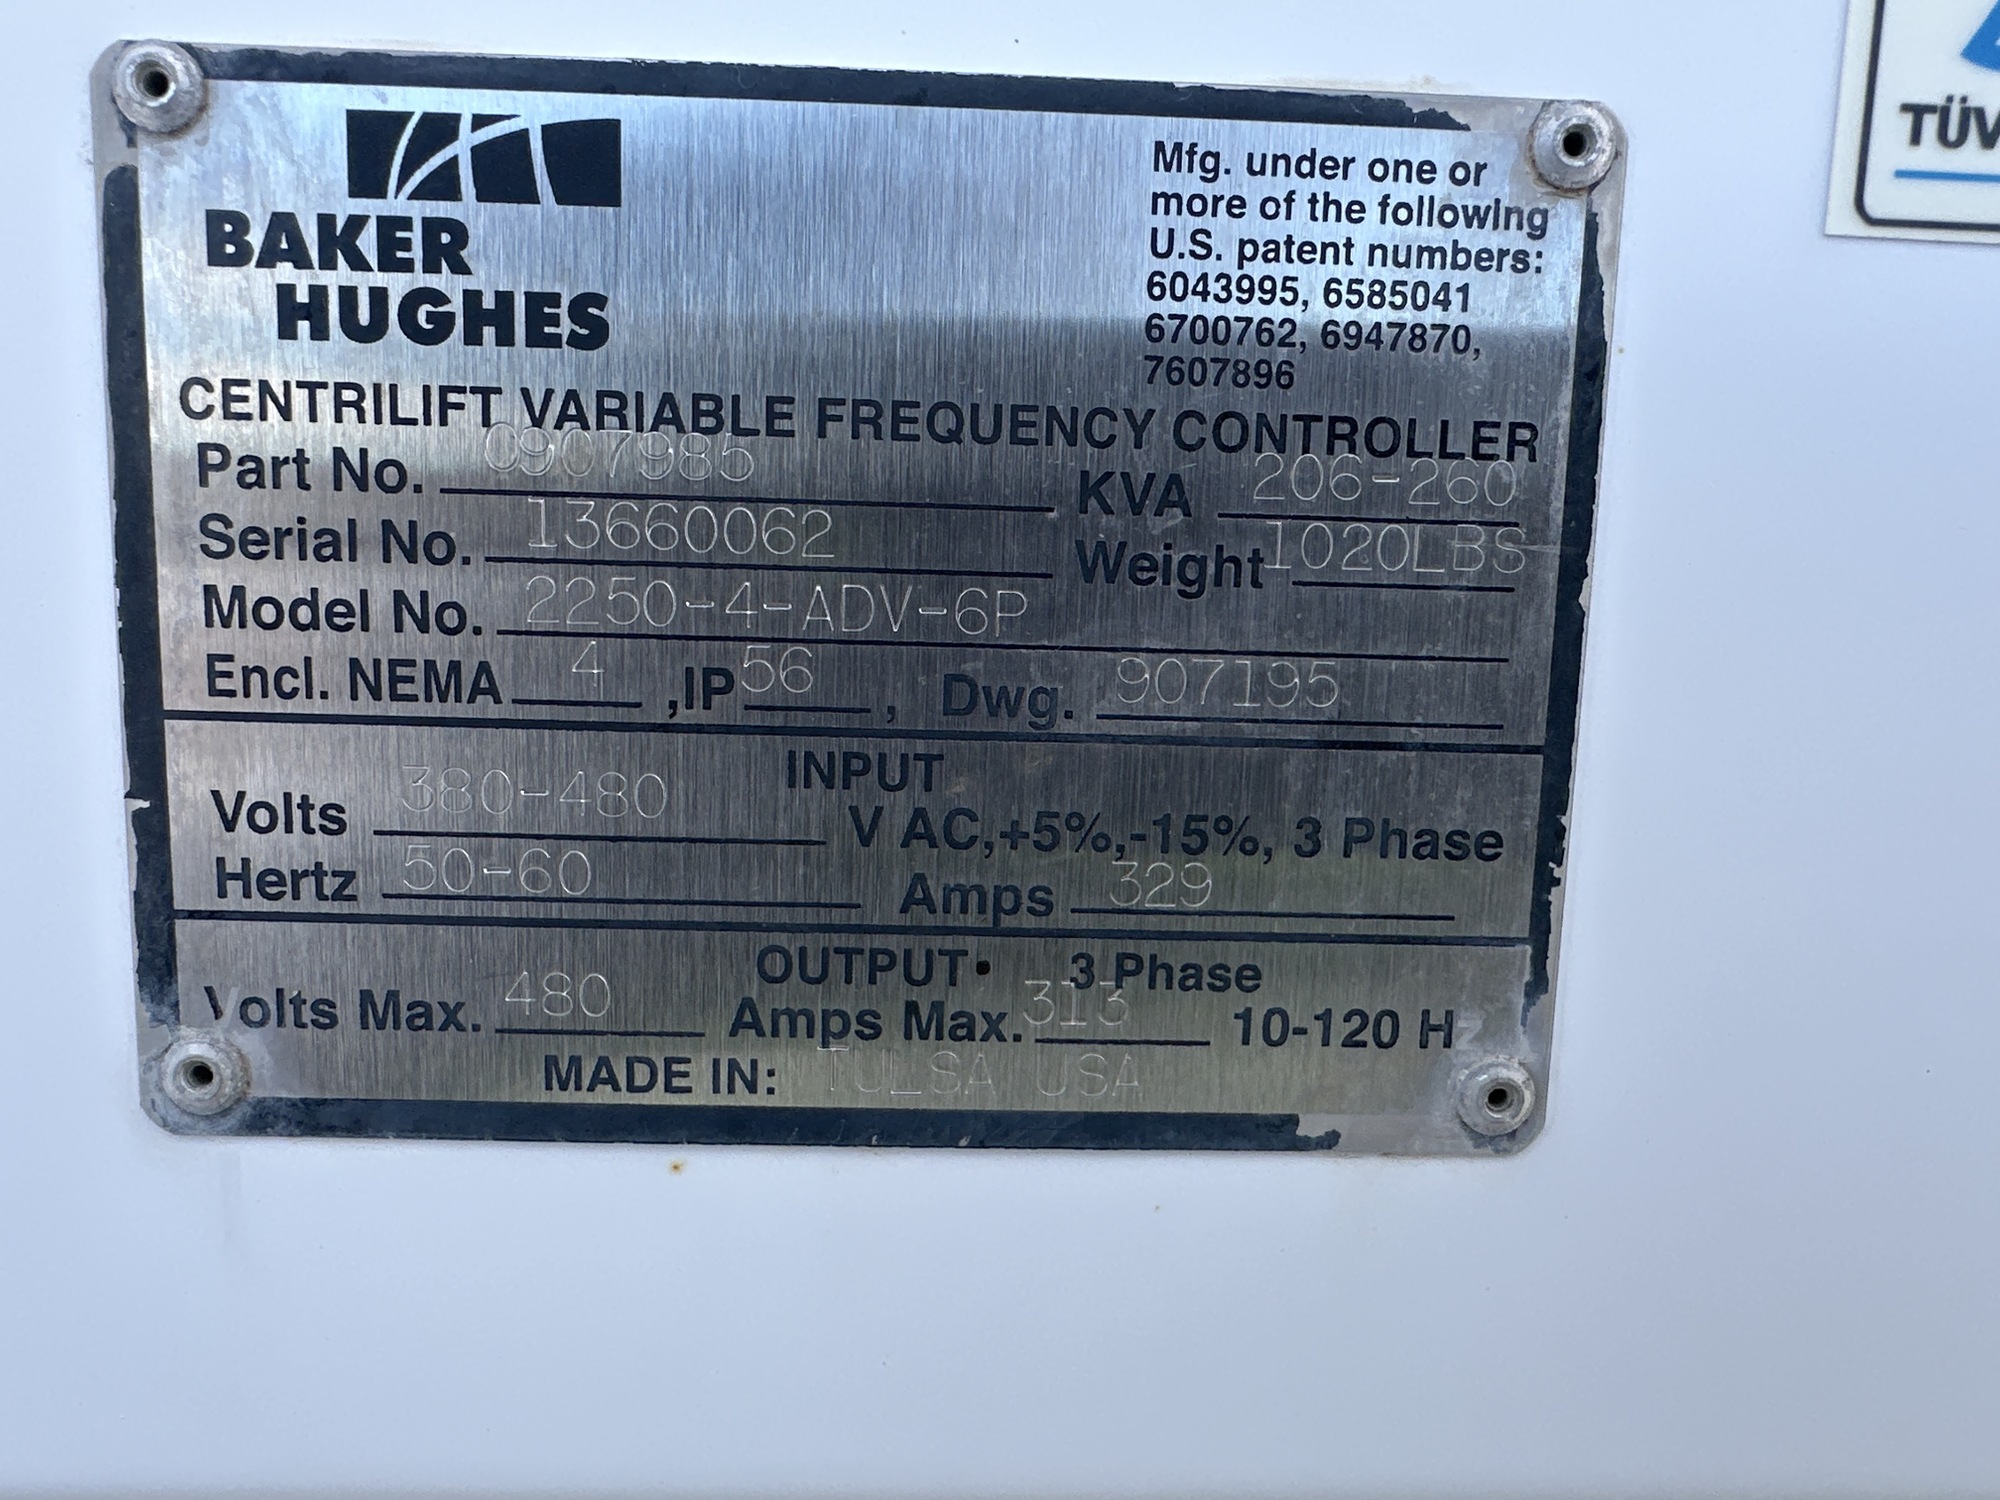 BAKER
HUGHES
Mfg. under one or
more of the following
U.S. patent numbers:
6043995, 6585041
6700762, 6947870,
7607896
CENTRILIFT VARIABLE FREQUENCY CONTROLLER
Part No. 0907985 KVA 206-260
Serial No. 13660062 Weight 1020LBS
Model No. 2250-4-ADV-6P
Encl. NEMA 4 ,IP 56 , Dwg. 907195
INPUT
Volts 380-480 V AC,+5%,-15%, 3 Phase
Hertz 50-60 Amps 329
OUTPUT 3 Phase
Volts Max. 480 Amps Max. 313 10-120 Hz
MADE IN: TULSA USA
TÜV